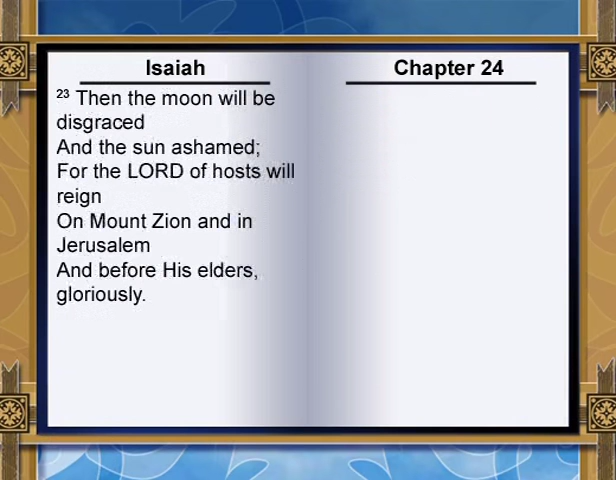 Isaiah
Chapter 24
23 Then the moon will be
disgraced
And the sun ashamed;
For the LORD of hosts will
reign
On Mount Zion and in
Jerusalem
And before His elders,
gloriously.